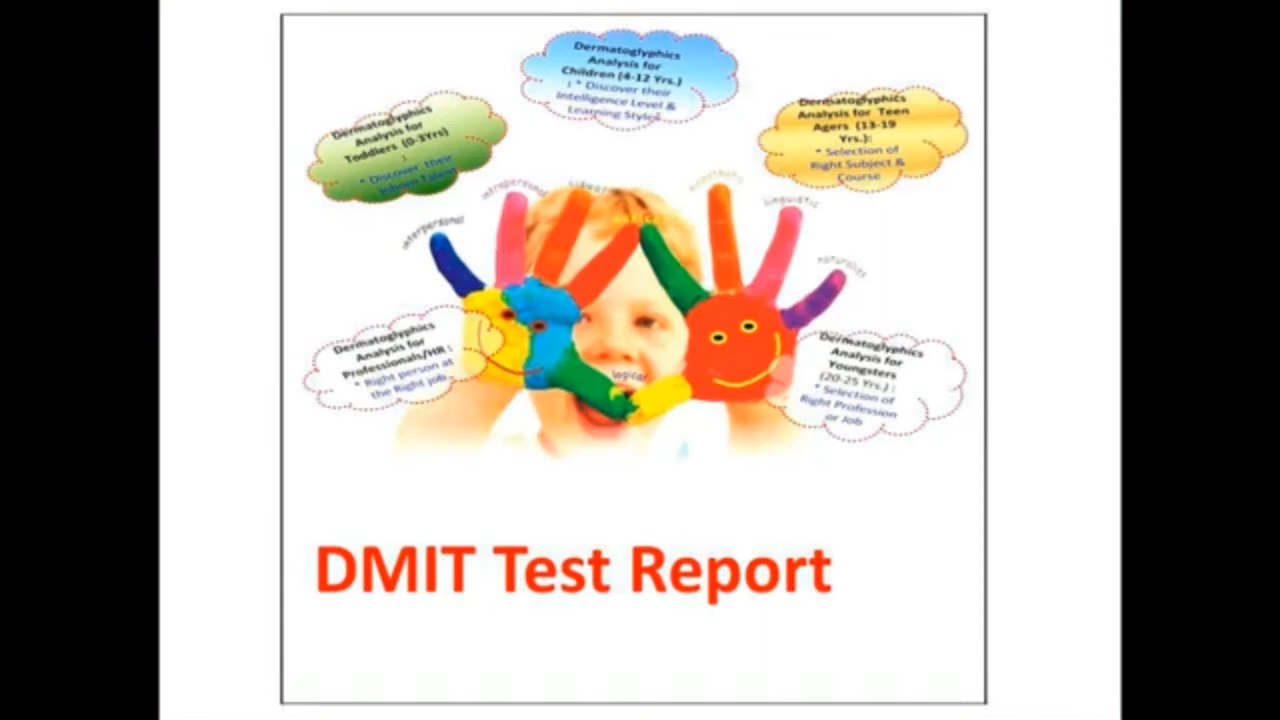 Dermatoglyphics
Analysis for
Children (4-12 Yrs.)
: * Discover their
Intelligence Level &
Learning Styles
Dermatoglyphics
Analysis for
Toddlers (0-3Yrs)
:
* Discover their
Inborn Talent
Dermatoglyphics
Analysis for Teen
Agers (13-19
Yrs.):
* Selection of
Right Subject &
Course
interpersonal
intrapersonal
linguistic
naturalist
logical
Dermatoglyphics
Analysis for
Professionals/HR :
* Right person at
the Right job
Dermatoglyphics
Analysis for
Youngsters
(20-25 Yrs.) :
* Selection of
Right Profession
or Job
DMIT Test Report